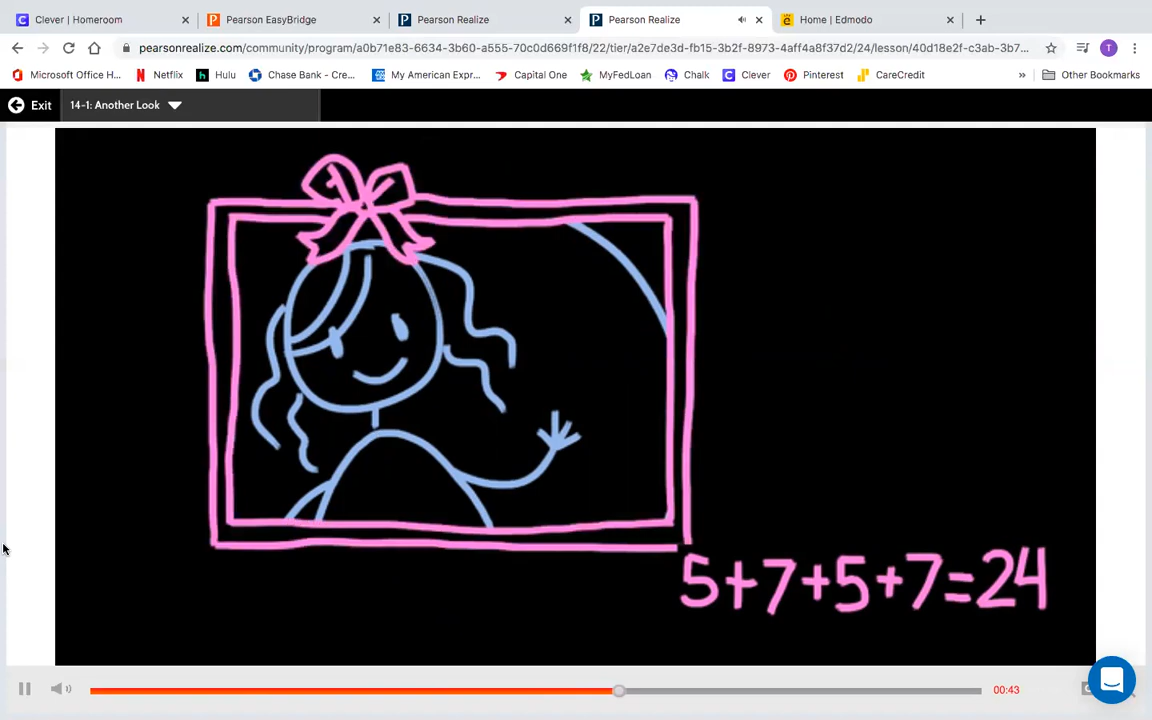 Clever | Homeroom
Pearson EasyBridge
Pearson Realize
Pearson Realize
Home | Edmodo
pearsonrealize.com/community/program/a0b71e83-6634-3b60-a555-70c0d669f1f8/22/tier/a2e7de3d-fb15-3b2f-8973-4aff4a8f37d2/24/lesson/40d18e2f-c3ab-3b7...
T
Microsoft Office H...
Netflix
Hulu
Chase Bank - Cre...
My American Expr...
Capital One
MyFedLoan
Chalk
Clever
Pinterest
CareCredit
»
Other Bookmarks
Exit
14-1: Another Look
5+7+5+7=24
00:43